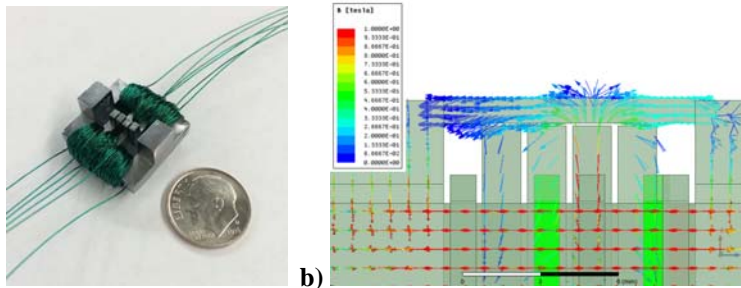 B [tesla]
1.0000E+00
9.3333E-01
8.6667E-01
8.0000E-01
7.3333E-01
6.6667E-01
6.0000E-01
5.3333E-01
4.6667E-01
4.0000E-01
3.3333E-01
2.6667E-01
2.0000E-01
1.3333E-01
6.6667E-02
0.0000E+00
LIBERTY
b)
0
6 (mm)